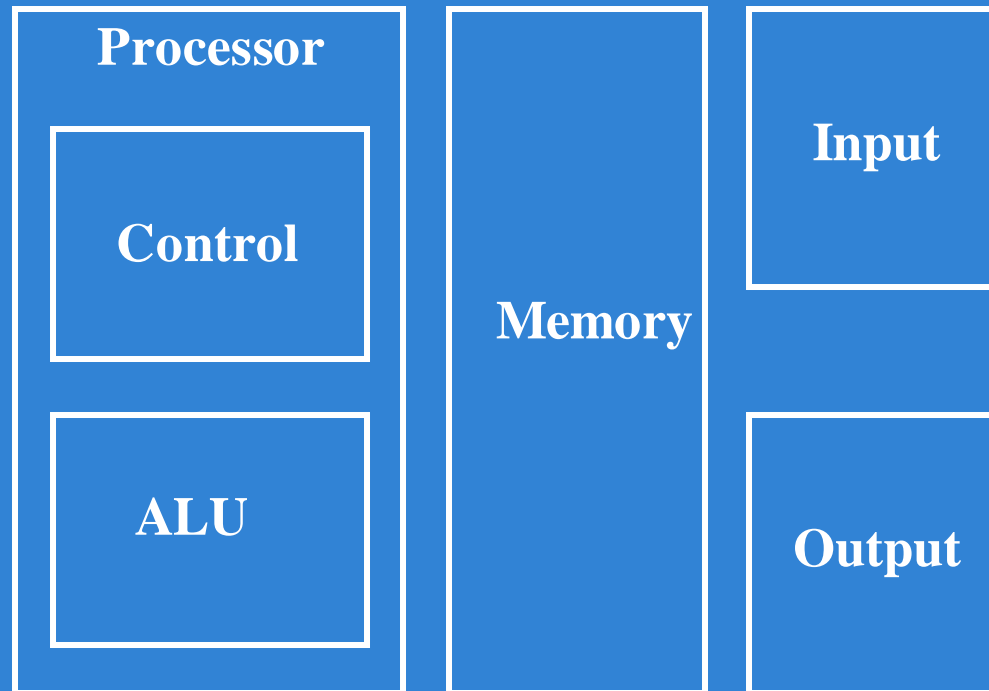 Processor
Control
ALU
Memory
Input
Output